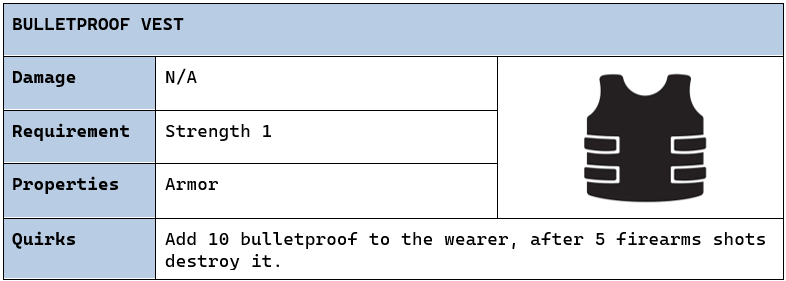 BULLETPROOF VEST
Damage N/A
Requirement Strength 1
Properties Armor
Quirks Add 10 bulletproof to the wearer, after 5 firearms shots
destroy it.